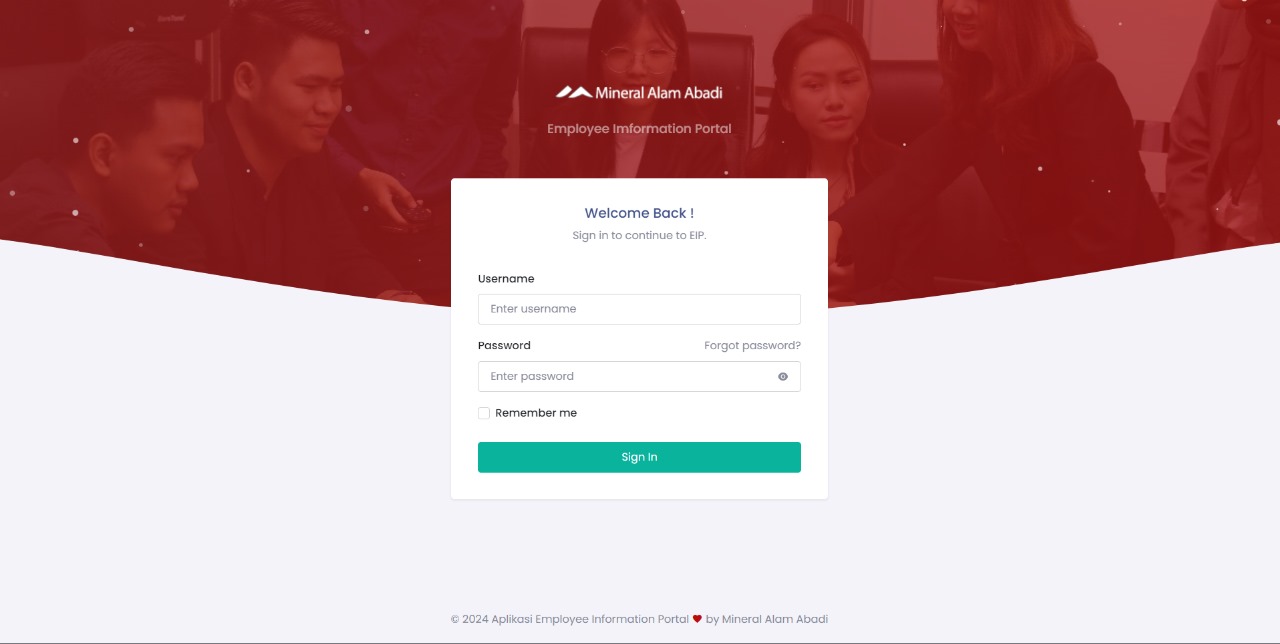 Mineral Alam Abadi
Employee Imformation Portal
Welcome Back !
Sign in to continue to EIP.
Username
Enter username
Password
Forgot password?
Enter password
Remember me
Sign In
© 2024 Aplikasi Employee Information Portal ♥ by Mineral Alam Abadi